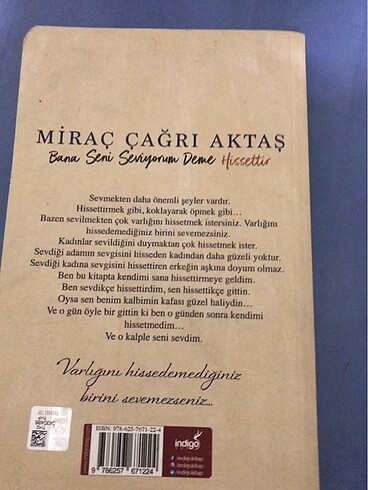 MİRAÇ ÇAĞRI AKTAŞ
Bana Seni Seviyorum Deme Hissettir
Sevmekten daha önemli şeyler vardır.
Hissettirmek gibi, koklayarak öpmek gibi…
Bazen sevilmekten çok varlığını hissetmek istersiniz. Varlığını
hissedemediğiniz birini sevemezsiniz.
Kadınlar sevildiğini duymaktan çok hissetmek ister.
Sevdiği adamın sevgisini hisseden kadından daha güzeli yoktur.
Sevdiği kadına sevgisini hissettiren erkeğin aşkına doyum olmaz.
Ben bu kitapta kendimi sana hissettirmeye geldim.
Ben sevdikçe hissettirdim, sen hissettikçe gittin.
Oysa sen benim kalbimin kafası güzel haliydin…
Ve o gün öyle bir gittin ki ben o günden sonra kendimi
hissetmedim…
Ve o kalple seni sevdim.
Varlığını hissedemediğiniz
birini sevemezseniz...
ISBN: 978-625-7671-22-4
9 786257 671224
indigo
/indigokitap
/indigokitap
/indigokitap